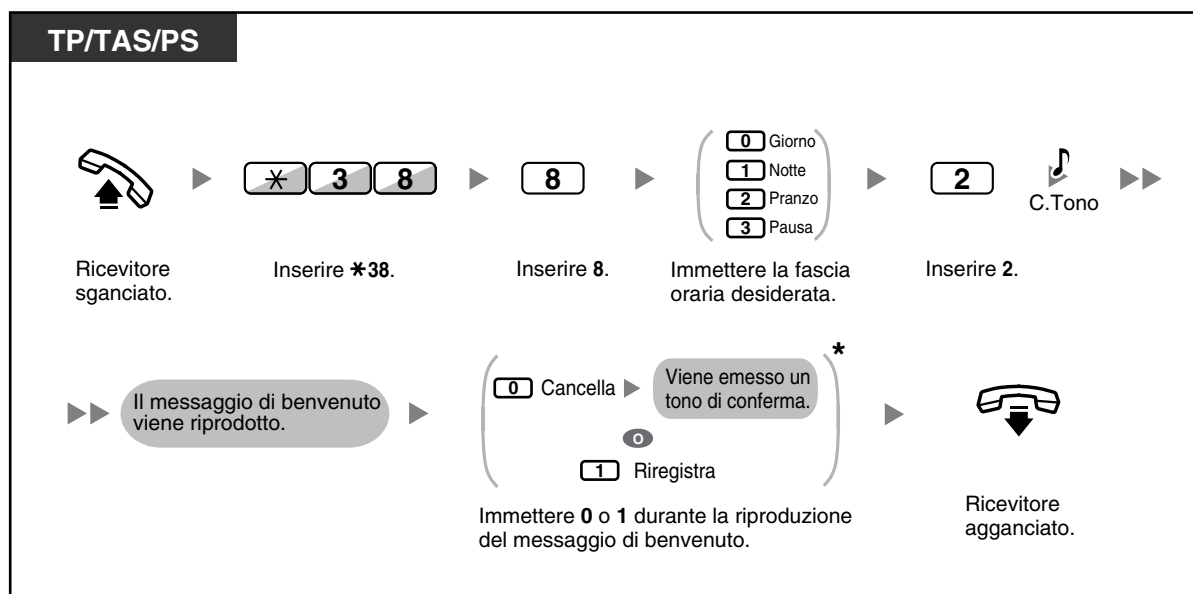 TP/TAS/PS
0 Giorno
1 Notte
2 Pranzo
3 Pausa
* 3 8
8
2
C.Tono
Ricevitore
sganciato.
Inserire *38.
Inserire 8.
Immettere la fascia
oraria desiderata.
Inserire 2.
Il messaggio di benvenuto
viene riprodotto.
0 Cancella
Viene emesso un
tono di conferma.
*
o
1 Riregistra
Immettere 0 o 1 durante la riproduzione
del messaggio di benvenuto.
Ricevitore
agganciato.